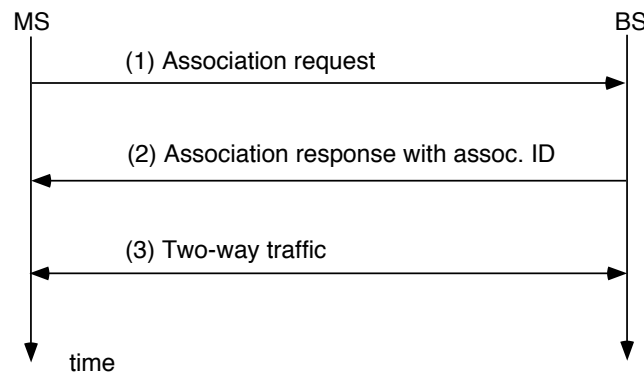 MS
BS
(1) Association request
(2) Association response with assoc. ID
(3) Two-way traffic
time